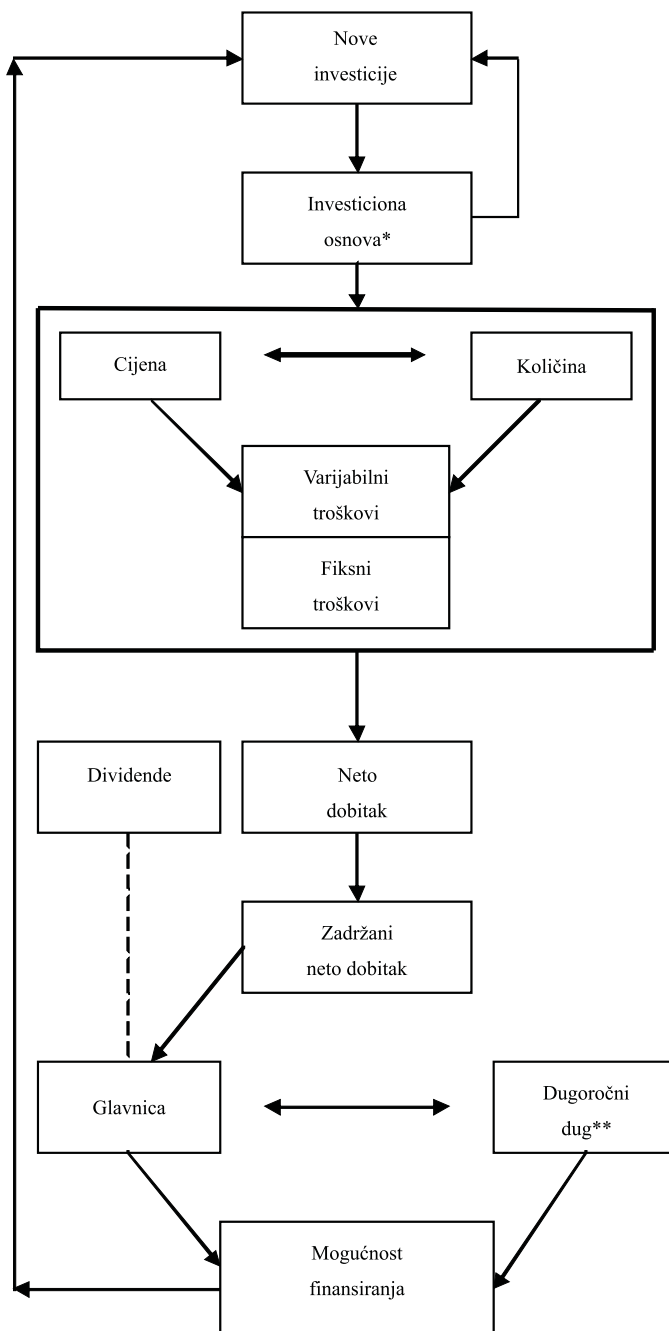 Nove
investicije
Investiciona
osnova*
Cijena
Količina
Varijabilni
troškovi
Fiksni
troškovi
Dividende
Neto
dobitak
Zadržani
neto dobitak
Glavnica
Dugoročni
dug**
Mogućnost
finansiranja